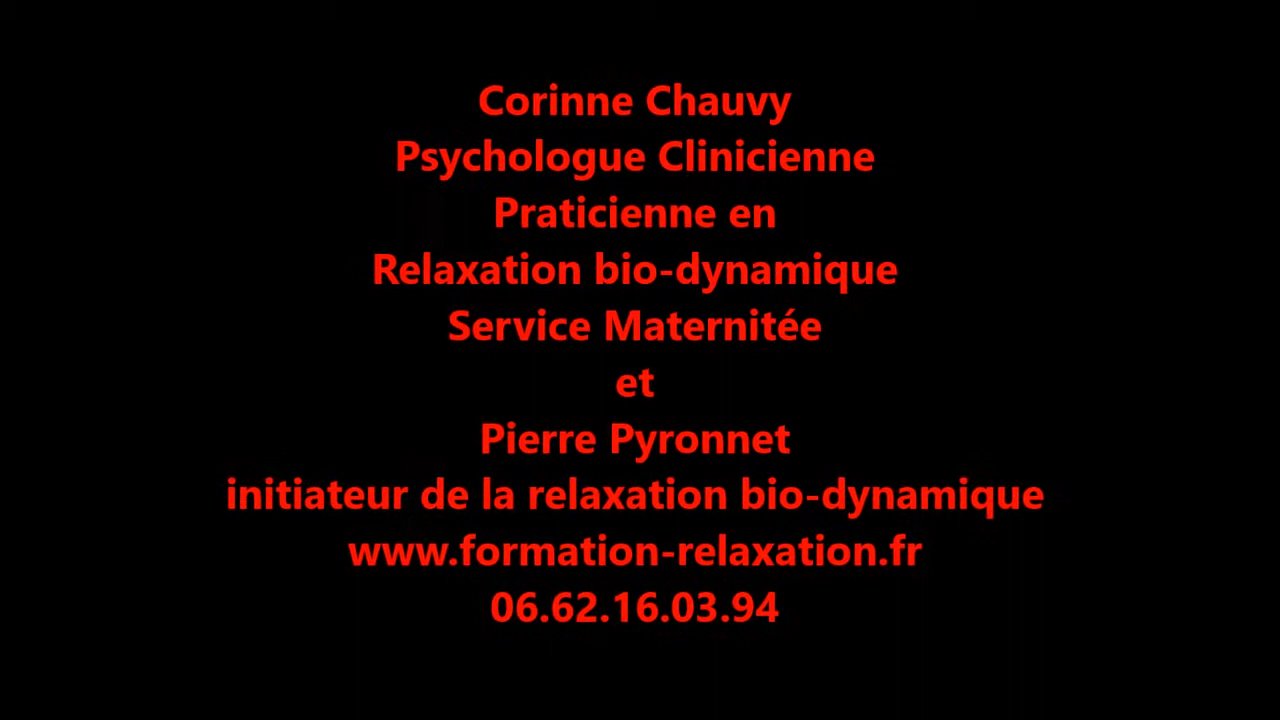 Corinne Chauvy
Psychologue Clinicienne
Praticienne en
Relaxation bio-dynamique
Service Maternitée
et
Pierre Pyronnet
initiateur de la relaxation bio-dynamique
www.formation-relaxation.fr
06.62.16.03.94